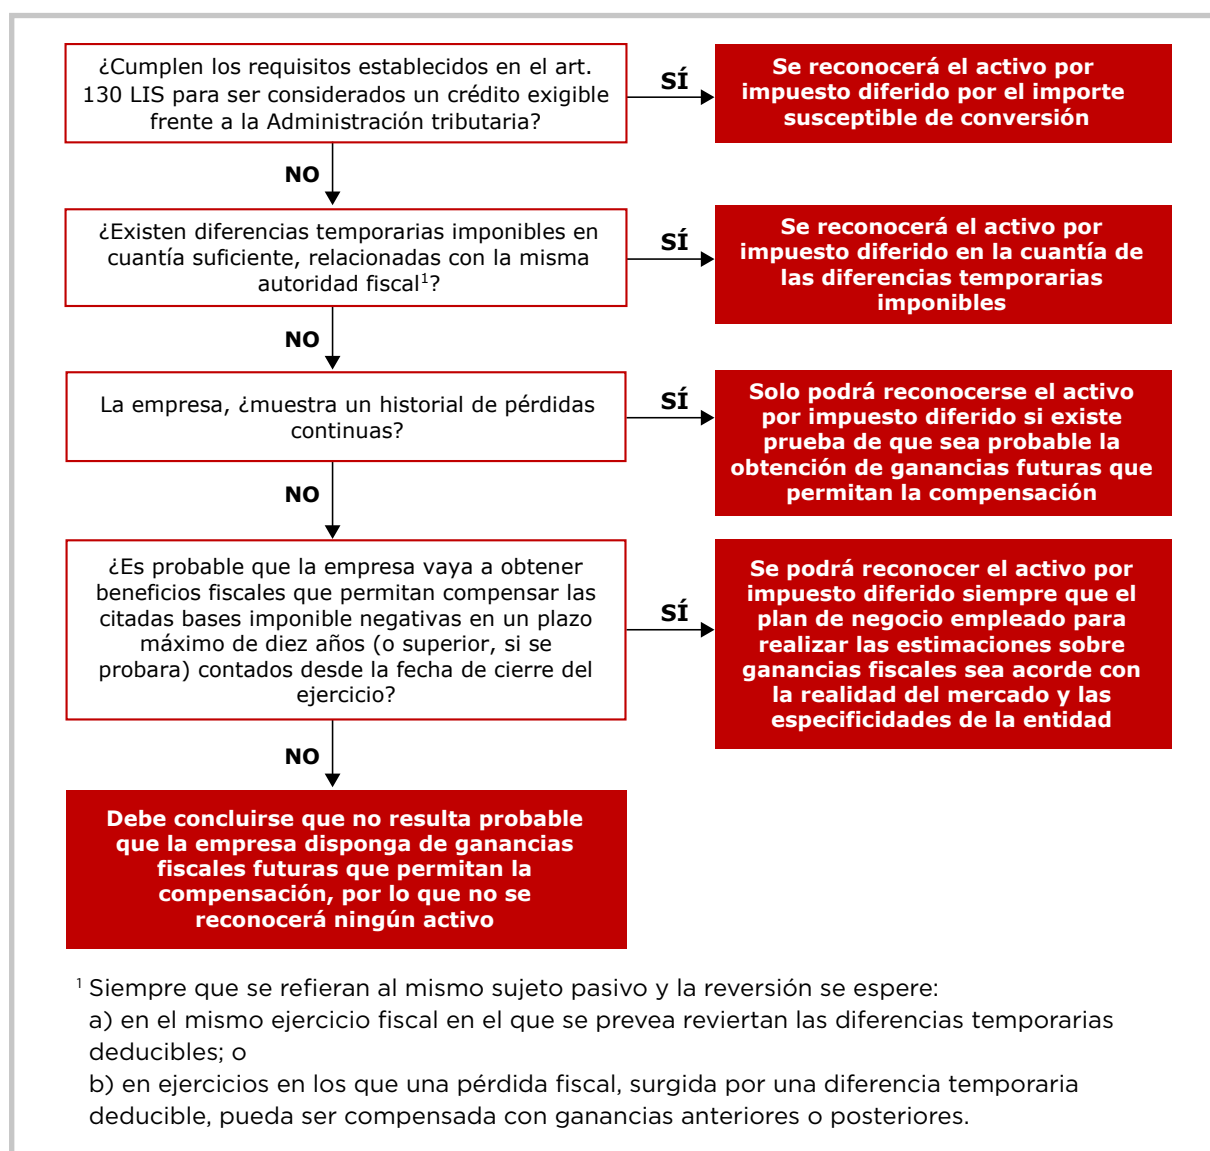 ¿Cumplen los requisitos establecidos en el art.
130 LIS para ser considerados un crédito exigible
frente a la Administración tributaria?
SÍ
Se reconocerá el activo por
impuesto diferido por el importe
susceptible de conversión
NO
¿Existen diferencias temporarias imponibles en
cuantía suficiente, relacionadas con la misma
autoridad fiscal¹?
SÍ
Se reconocerá el activo por
impuesto diferido en la cuantía de
las diferencias temporarias
imponibles
NO
La empresa, ¿muestra un historial de pérdidas
continuas?
SÍ
Solo podrá reconocerse el activo
por impuesto diferido si existe
prueba de que sea probable la
obtención de ganancias futuras que
permitan la compensación
NO
¿Es probable que la empresa vaya a obtener
beneficios fiscales que permitan compensar las
citadas bases imponible negativas en un plazo
máximo de diez años (o superior, si se
probara) contados desde la fecha de cierre del
ejercicio?
SÍ
Se podrá reconocer el activo por
impuesto diferido siempre que el
plan de negocio empleado para
realizar las estimaciones sobre
ganancias fiscales sea acorde con
la realidad del mercado y las
especificidades de la entidad
NO
Debe concluirse que no resulta probable
que la empresa disponga de ganancias
fiscales futuras que permitan la
compensación, por lo que no se
reconocerá ningún activo
¹ Siempre que se refieran al mismo sujeto pasivo y la reversión se espere:
a) en el mismo ejercicio fiscal en el que se prevea reviertan las diferencias temporarias
deducibles; o
b) en ejercicios en los que una pérdida fiscal, surgida por una diferencia temporaria
deducible, pueda ser compensada con ganancias anteriores o posteriores.